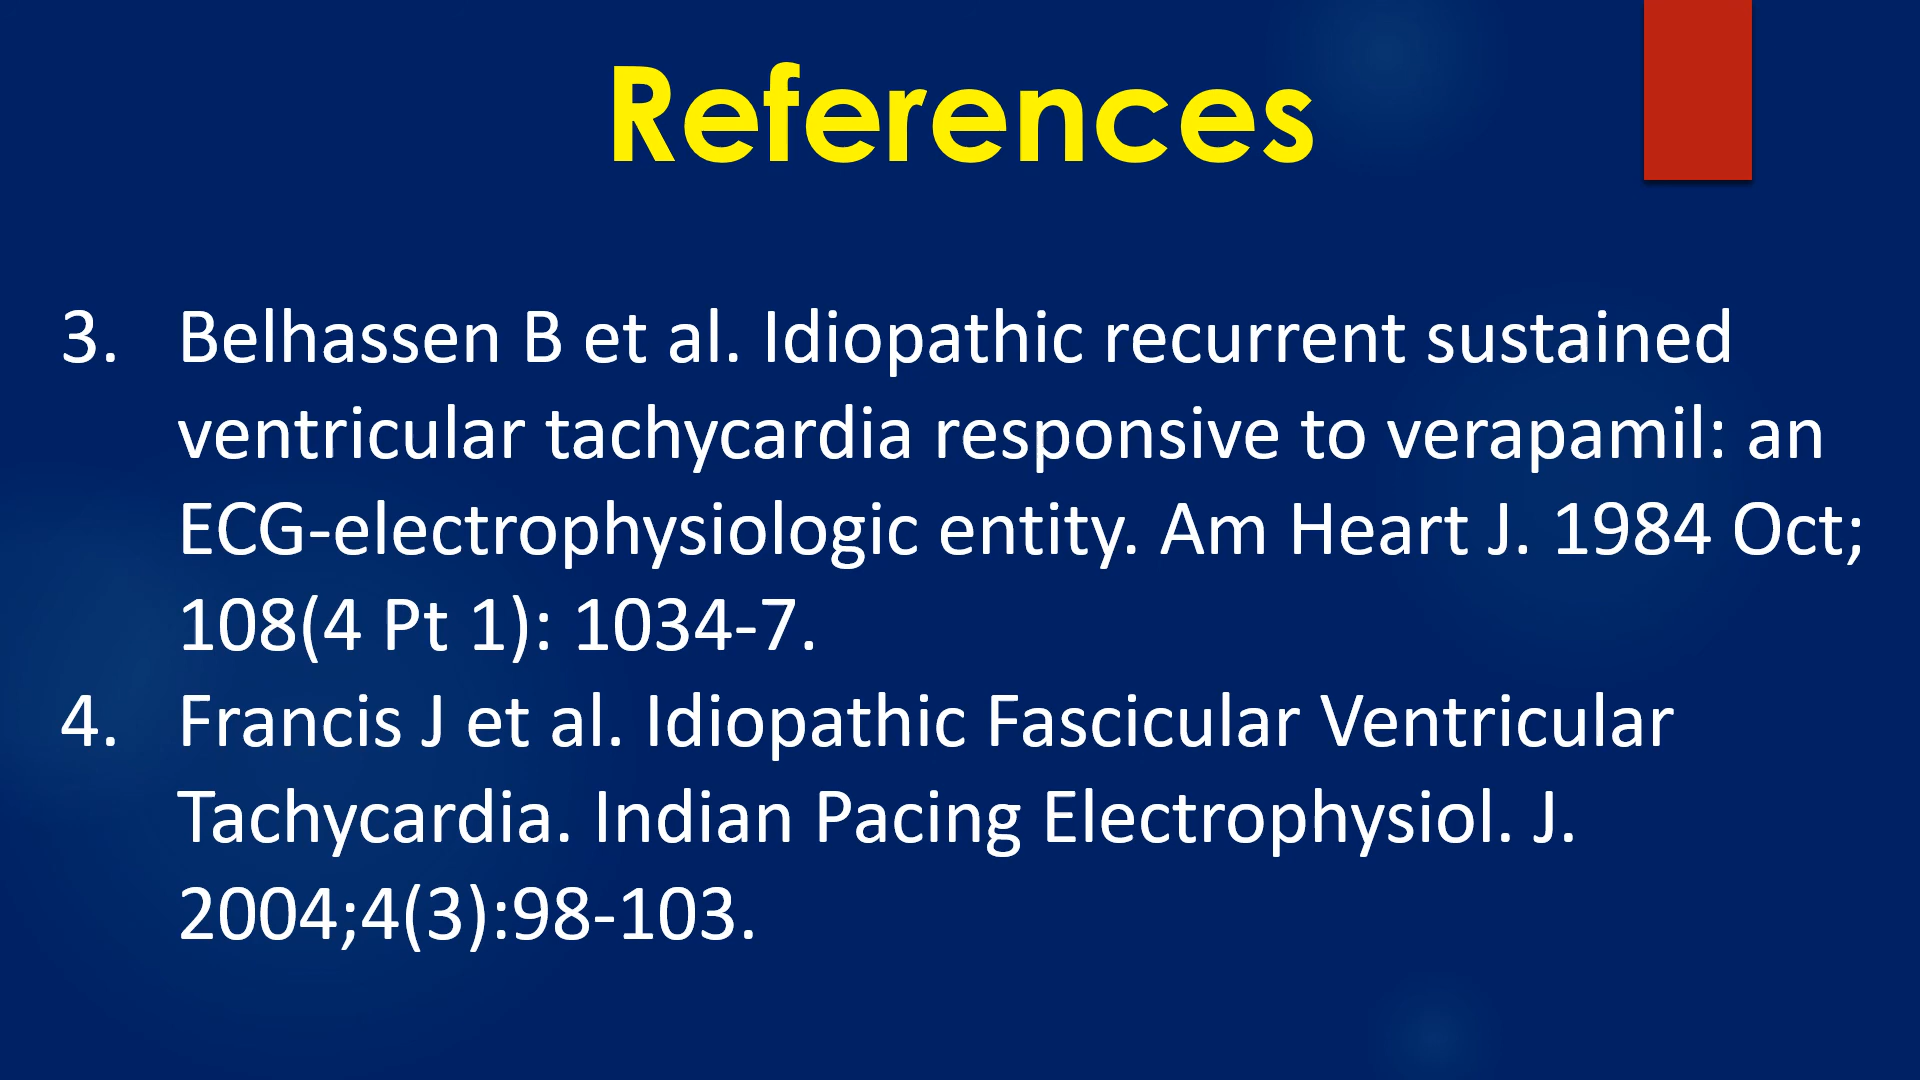 References
3. Belhassen B et al. Idiopathic recurrent sustained
ventricular tachycardia responsive to verapamil: an
ECG-electrophysiologic entity. Am Heart J. 1984 Oct;
108(4 Pt 1): 1034-7.
4. Francis J et al. Idiopathic Fascicular Ventricular
Tachycardia. Indian Pacing Electrophysiol. J.
2004;4(3):98-103.